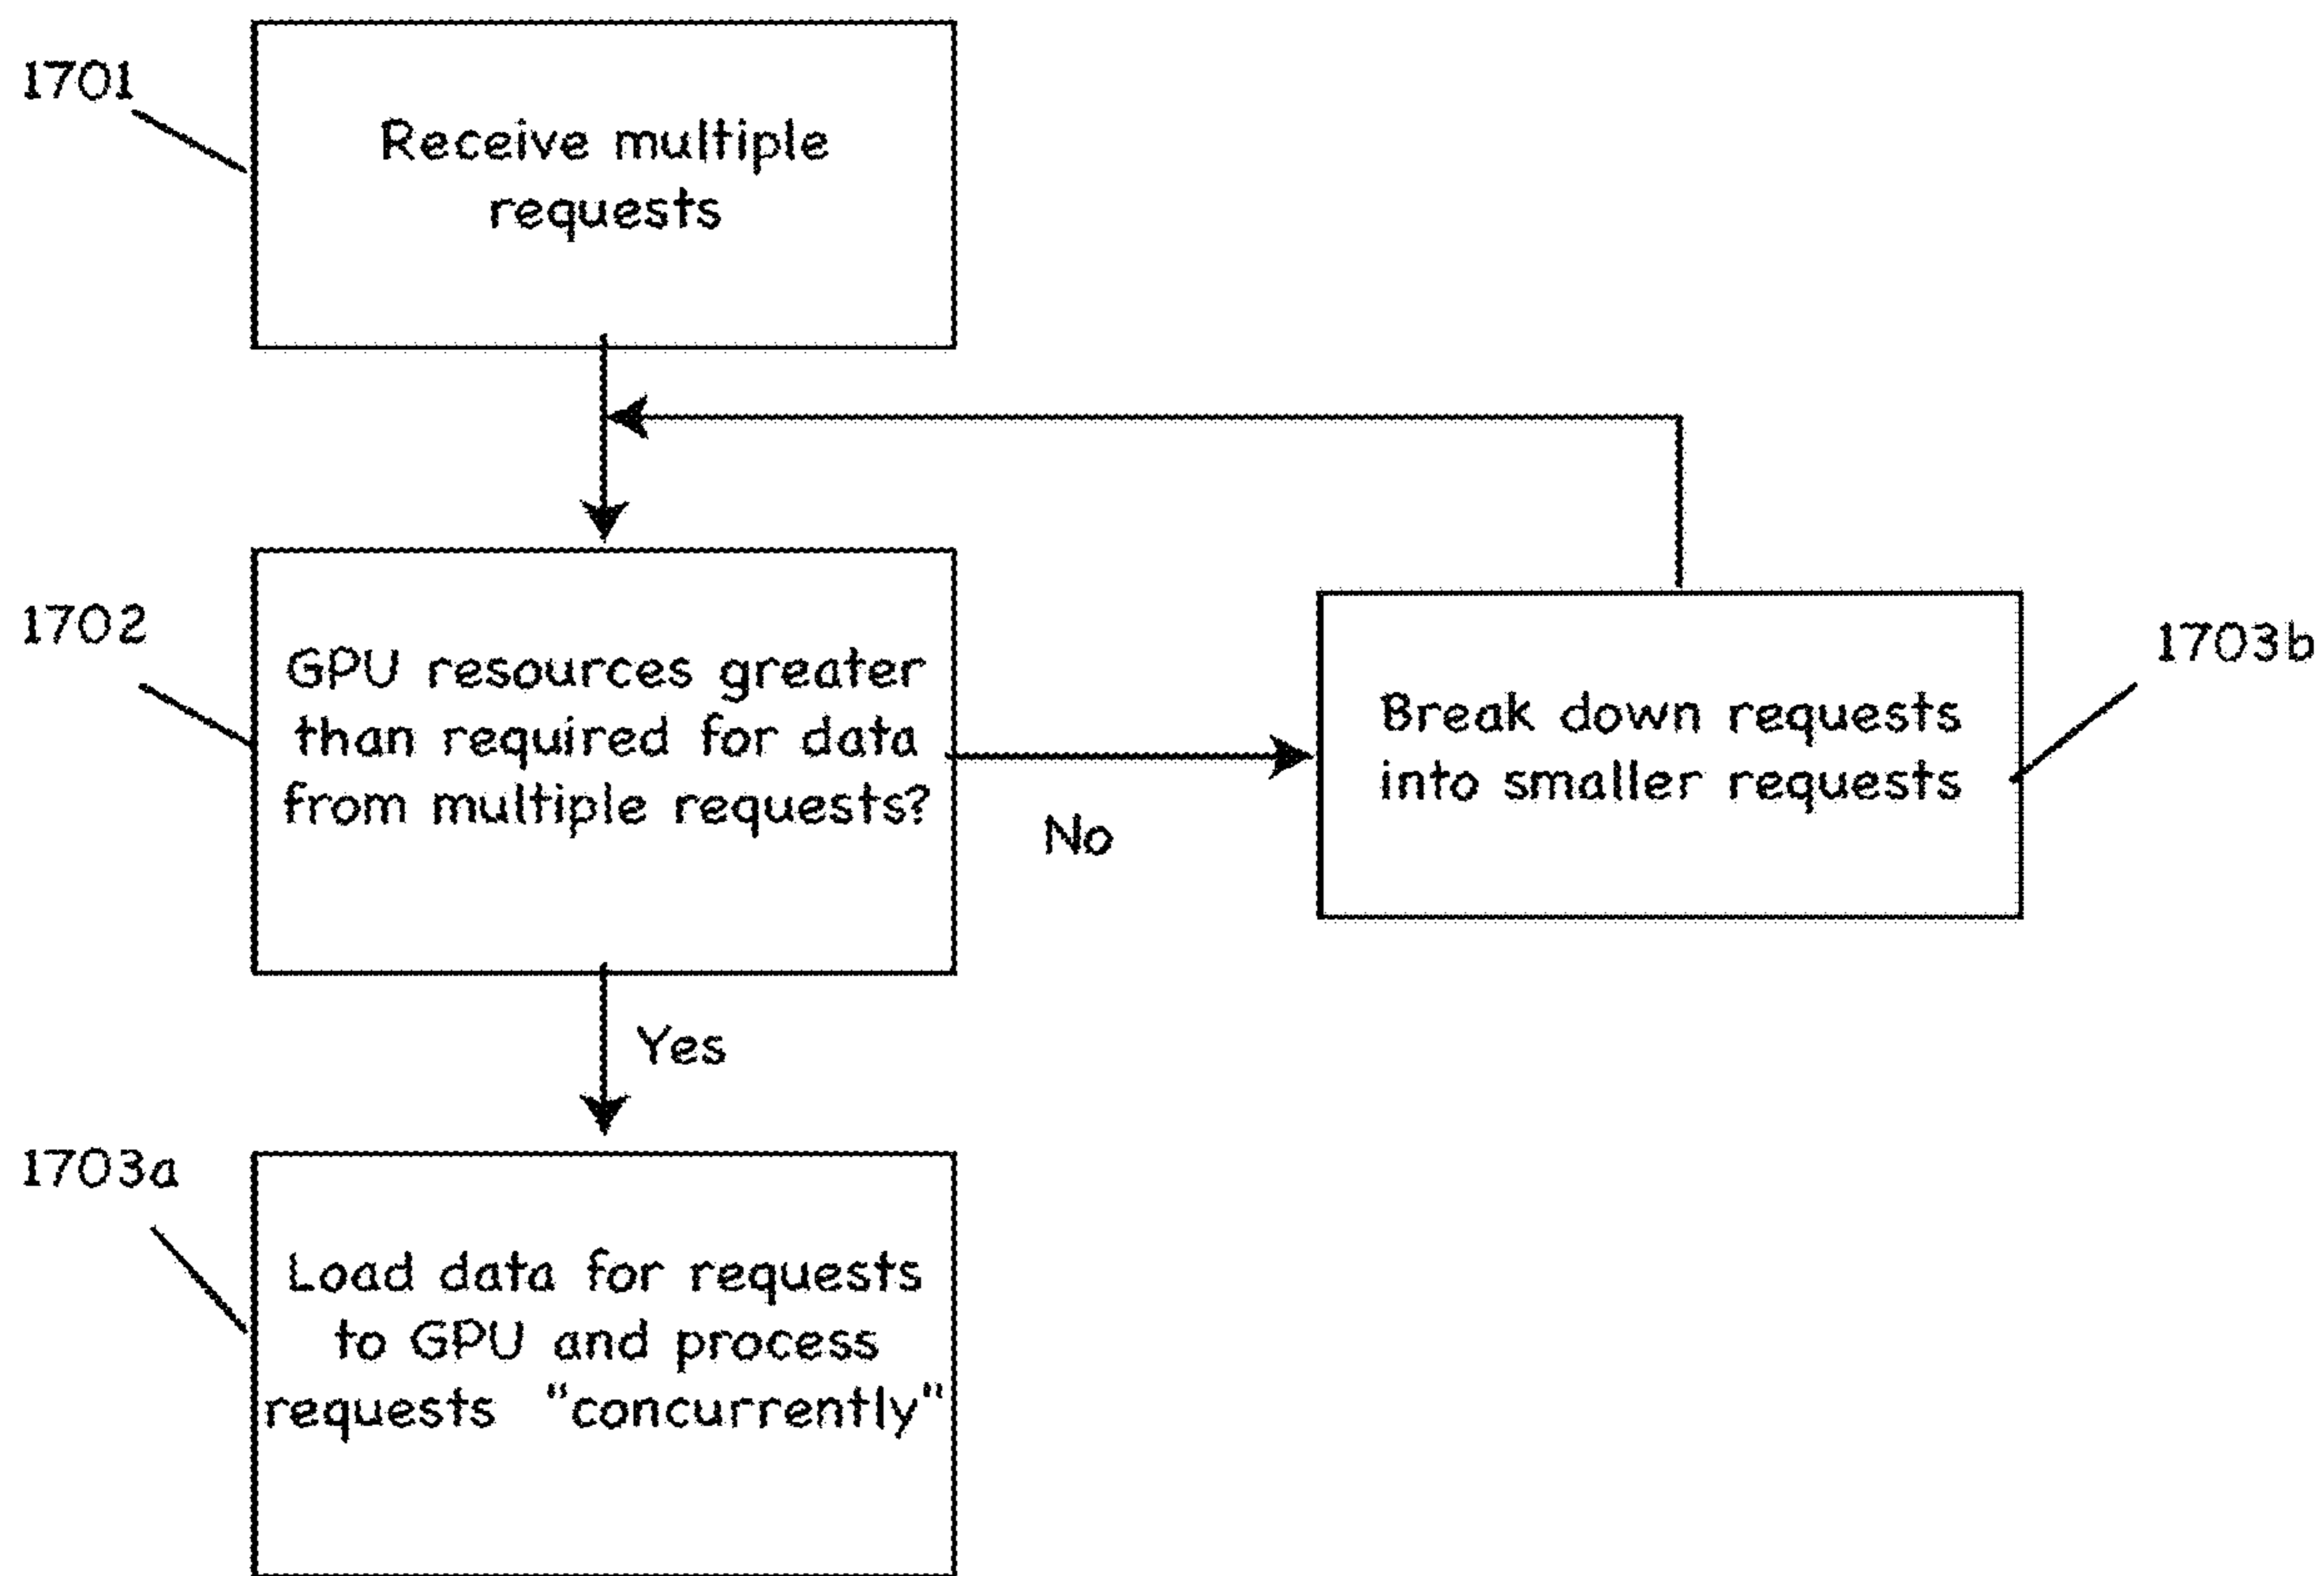 1701
Receive multiple
requests
1702
GPU resources greater
than required for data
from multiple requests?
No
Break down requests
into smaller requests
1703b
Yes
1703a
Load data for requests
to GPU and process
requests "concurrently"